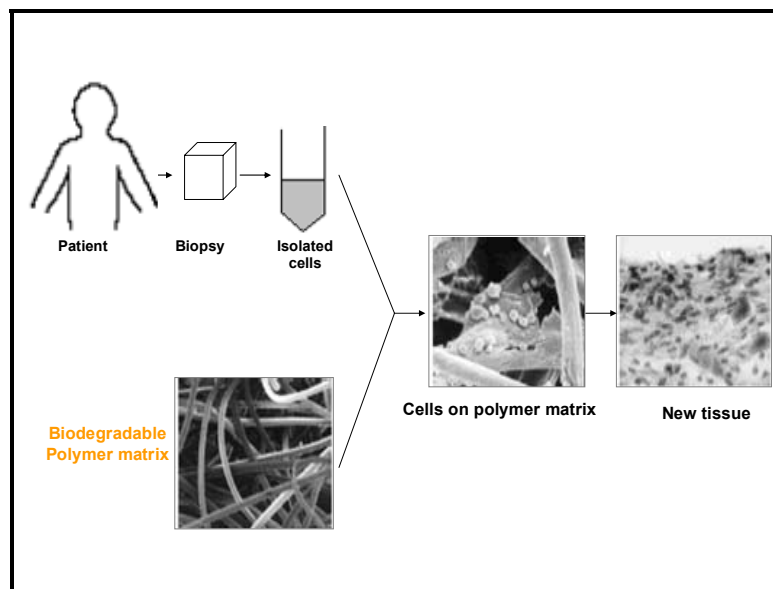 Patient
Biopsy
Isolated
cells
Biodegradable
Polymer matrix
Cells on polymer matrix
New tissue